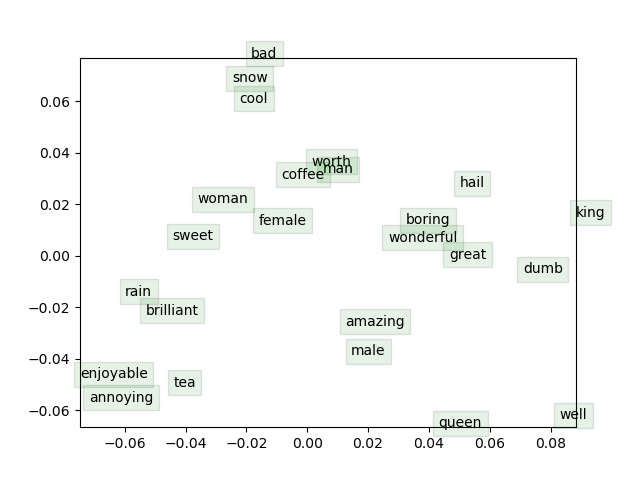 bad
snow
cool
0.06
worth
man
0.04
coffee
hail
woman
king
0.02
female
boring
sweet
wonderful
great
0.00
dumb
rain
−0.02
brilliant
amazing
male
−0.04
enjoyable
tea
annoying
−0.06
well
queen
−0.06 −0.04 −0.02 0.00 0.02 0.04 0.06 0.08